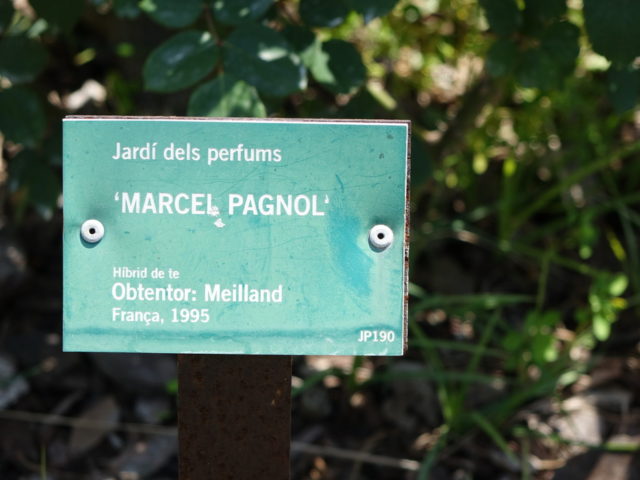 Jardí dels perfums
'MARCEL PAGNOL'
Híbrid de te
Obtentor: Meilland
França, 1995
JP190